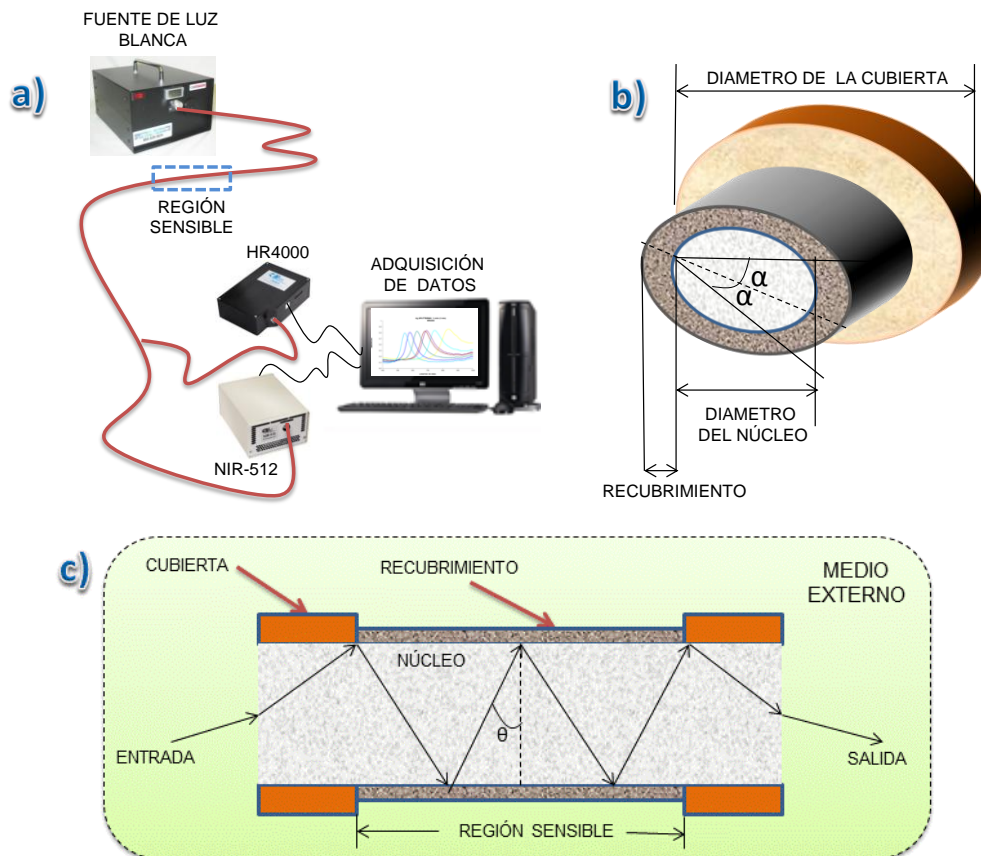 a)
FUENTE DE LUZ
BLANCA
REGIÓN
SENSIBLE
HR4000
ADQUISICIÓN
DE DATOS
NIR-512
b)
DIAMETRO DE LA CUBIERTA
α
α
DIAMETRO
DEL NÚCLEO
RECUBRIMIENTO
c)
CUBIERTA
RECUBRIMIENTO
MEDIO
EXTERNO
NÚCLEO
θ
ENTRADA
SALIDA
REGIÓN SENSIBLE